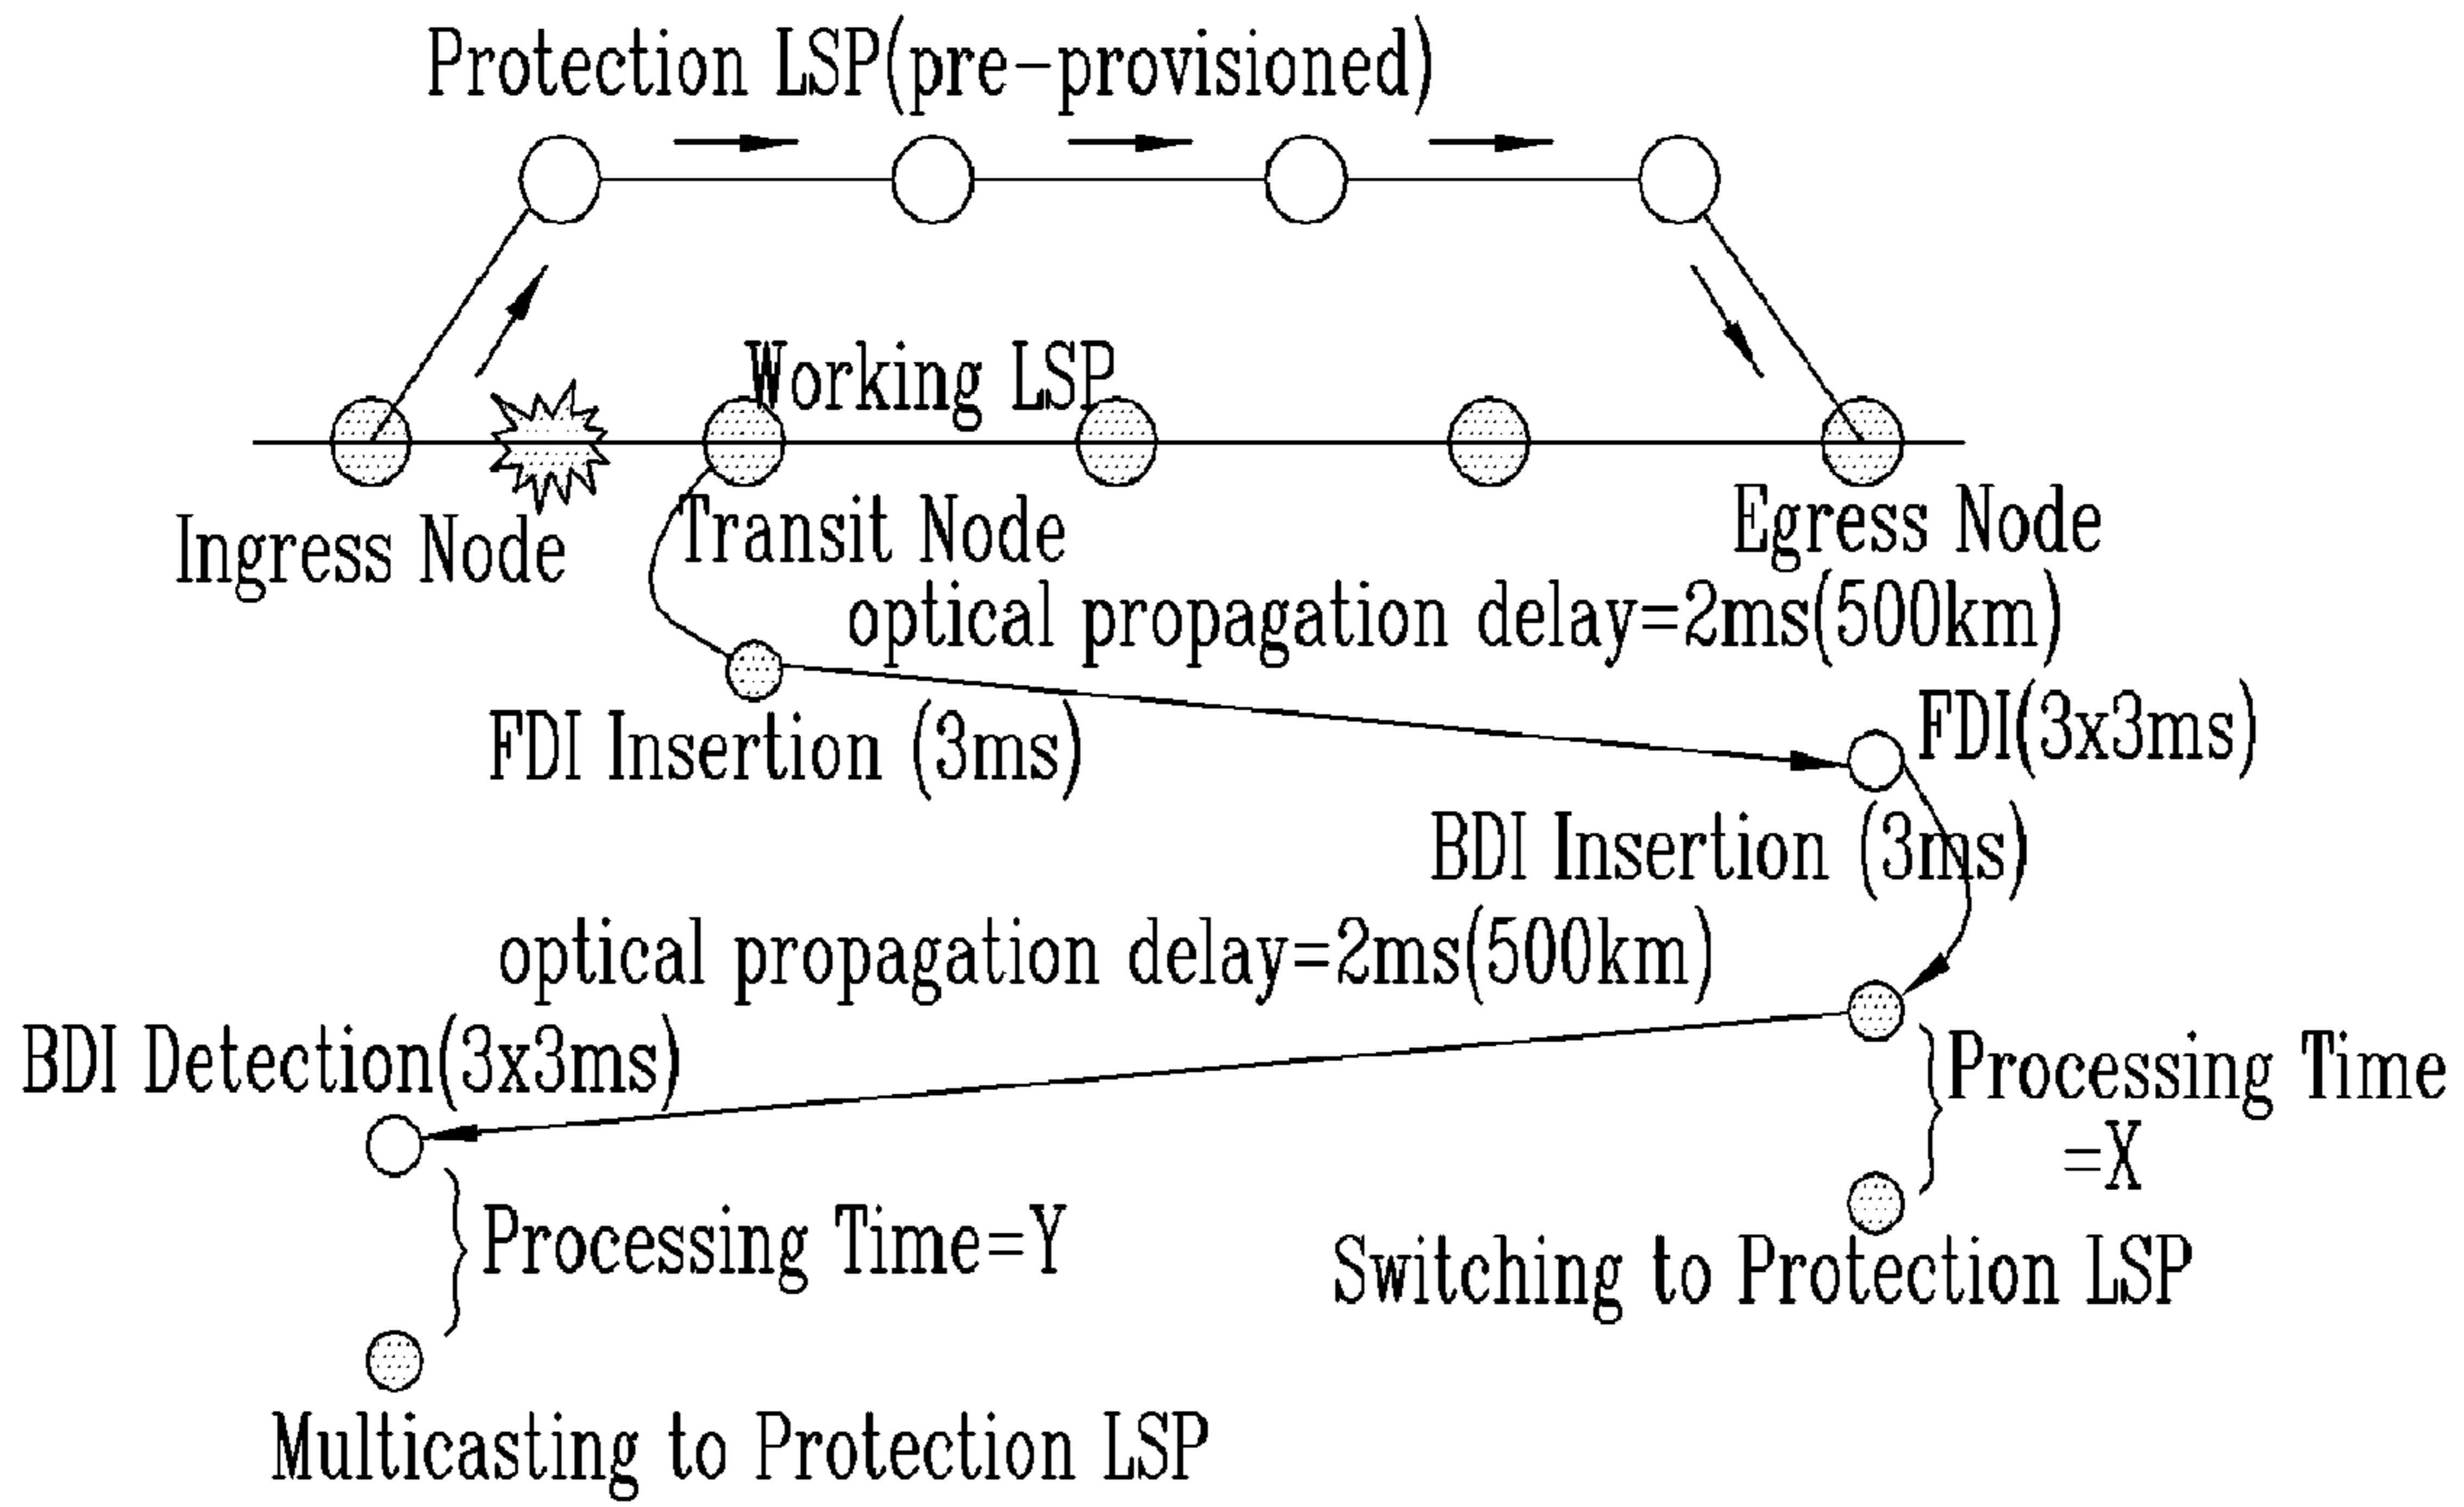 Protection LSP(pre-provisioned)
Working LSP
Ingress Node
Transit Node
Egress Node
optical propagation delay=2ms(500km)
FDI Insertion (3ms)
FDI(3x3ms)
BDI Insertion (3ms)
optical propagation delay=2ms(500km)
BDI Detection(3x3ms)
Processing Time
=X
Processing Time=Y
Switching to Protection LSP
Multicasting to Protection LSP